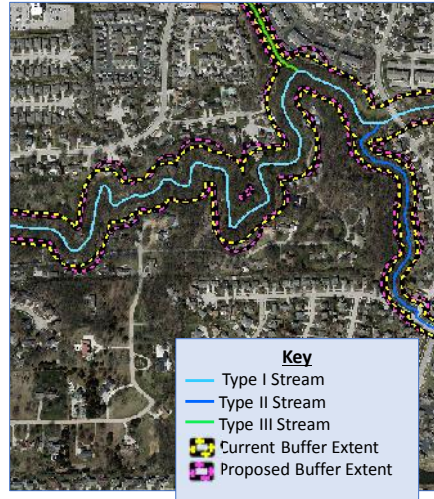 Key
Type I Stream
Type II Stream
Type III Stream
Current Buffer Extent
Proposed Buffer Extent